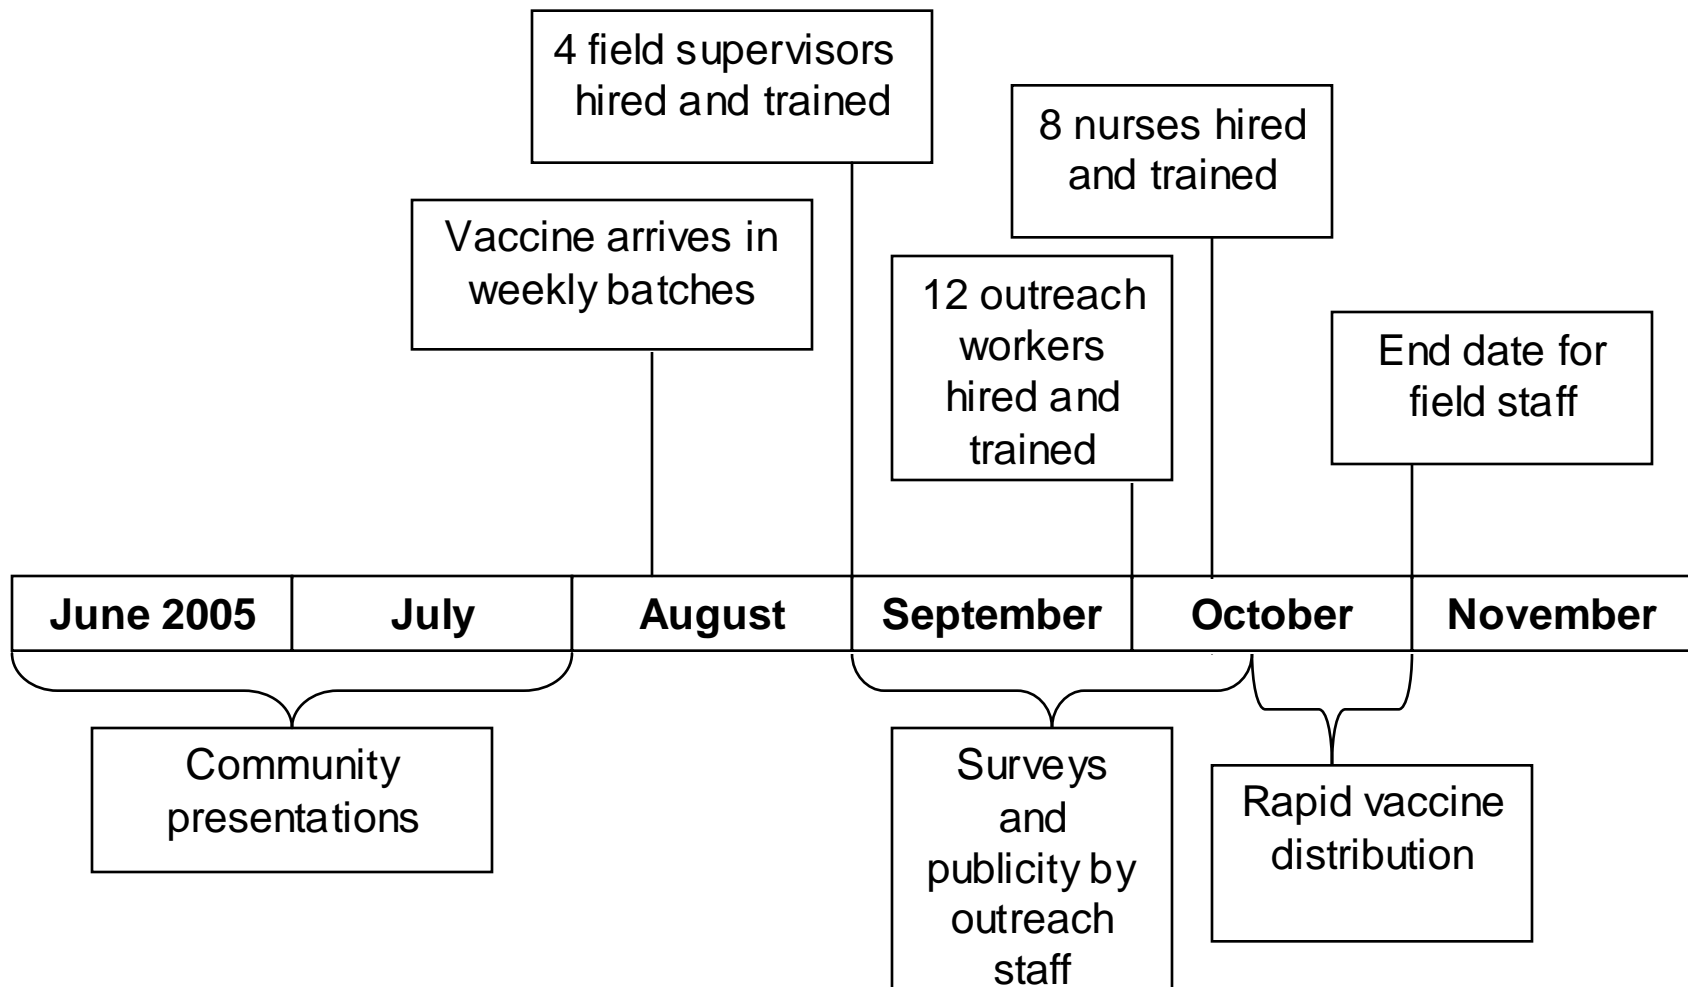 4 field supervisors
hired and trained
8 nurses hired
and trained
Vaccine arrives in
weekly batches
12 outreach
workers
hired and
trained
End date for
field staff
June 2005 July August September October November
Community
presentations
Surveys
and
publicity by
outreach
staff
Rapid vaccine
distribution